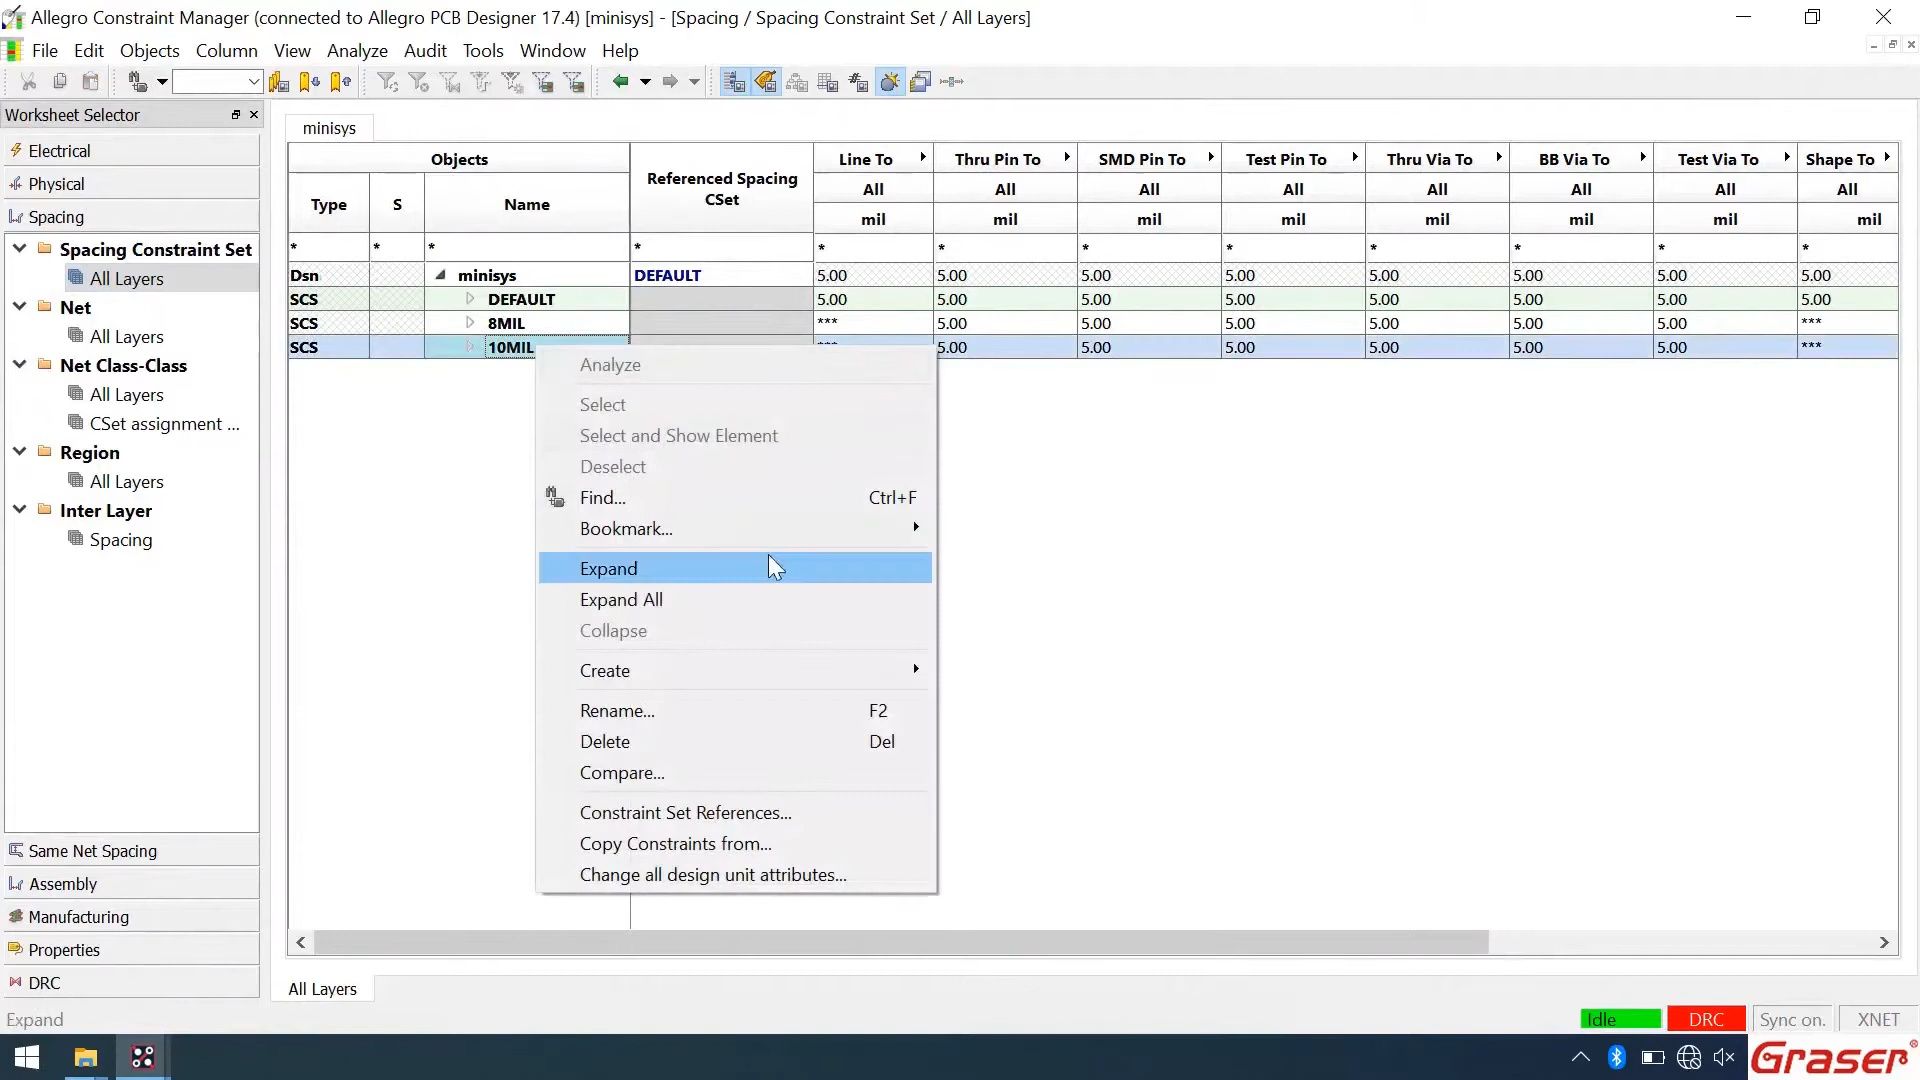 Allegro Constraint Manager (connected to Allegro PCB Designer 17.4) [minisys] - [Spacing / Spacing Constraint Set / All Layers]
File Edit Objects Column View Analyze Audit Tools Window Help
Worksheet Selector
Electrical
Physical
Spacing
Spacing Constraint Set
All Layers
Net
All Layers
Net Class-Class
All Layers
CSet assignment ...
Region
All Layers
Inter Layer
Spacing
Same Net Spacing
Assembly
Manufacturing
Properties
DRC
minisys
Objects Referenced Spacing CSet Line To Thru Pin To SMD Pin To Test Pin To Thru Via To BB Via To Test Via To Shape To
Type S Name All All All All All All All All
mil mil mil mil mil mil mil mil
* * * * * * * * * * * *
Dsn minisys DEFAULT 5.00 5.00 5.00 5.00 5.00 5.00 5.00 5.00
SCS DEFAULT 5.00 5.00 5.00 5.00 5.00 5.00 5.00 5.00
SCS 8MIL *** 5.00 5.00 5.00 5.00 5.00 5.00 ***
SCS 10MIL *** 5.00 5.00 5.00 5.00 5.00 5.00 ***
Analyze
Select
Select and Show Element
Deselect
Find... Ctrl+F
Bookmark...
Expand
Expand All
Collapse
Create
Rename... F2
Delete Del
Compare...
Constraint Set References...
Copy Constraints from...
Change all design unit attributes...
All Layers
Expand
Idle DRC Sync on. XNET
Graser®